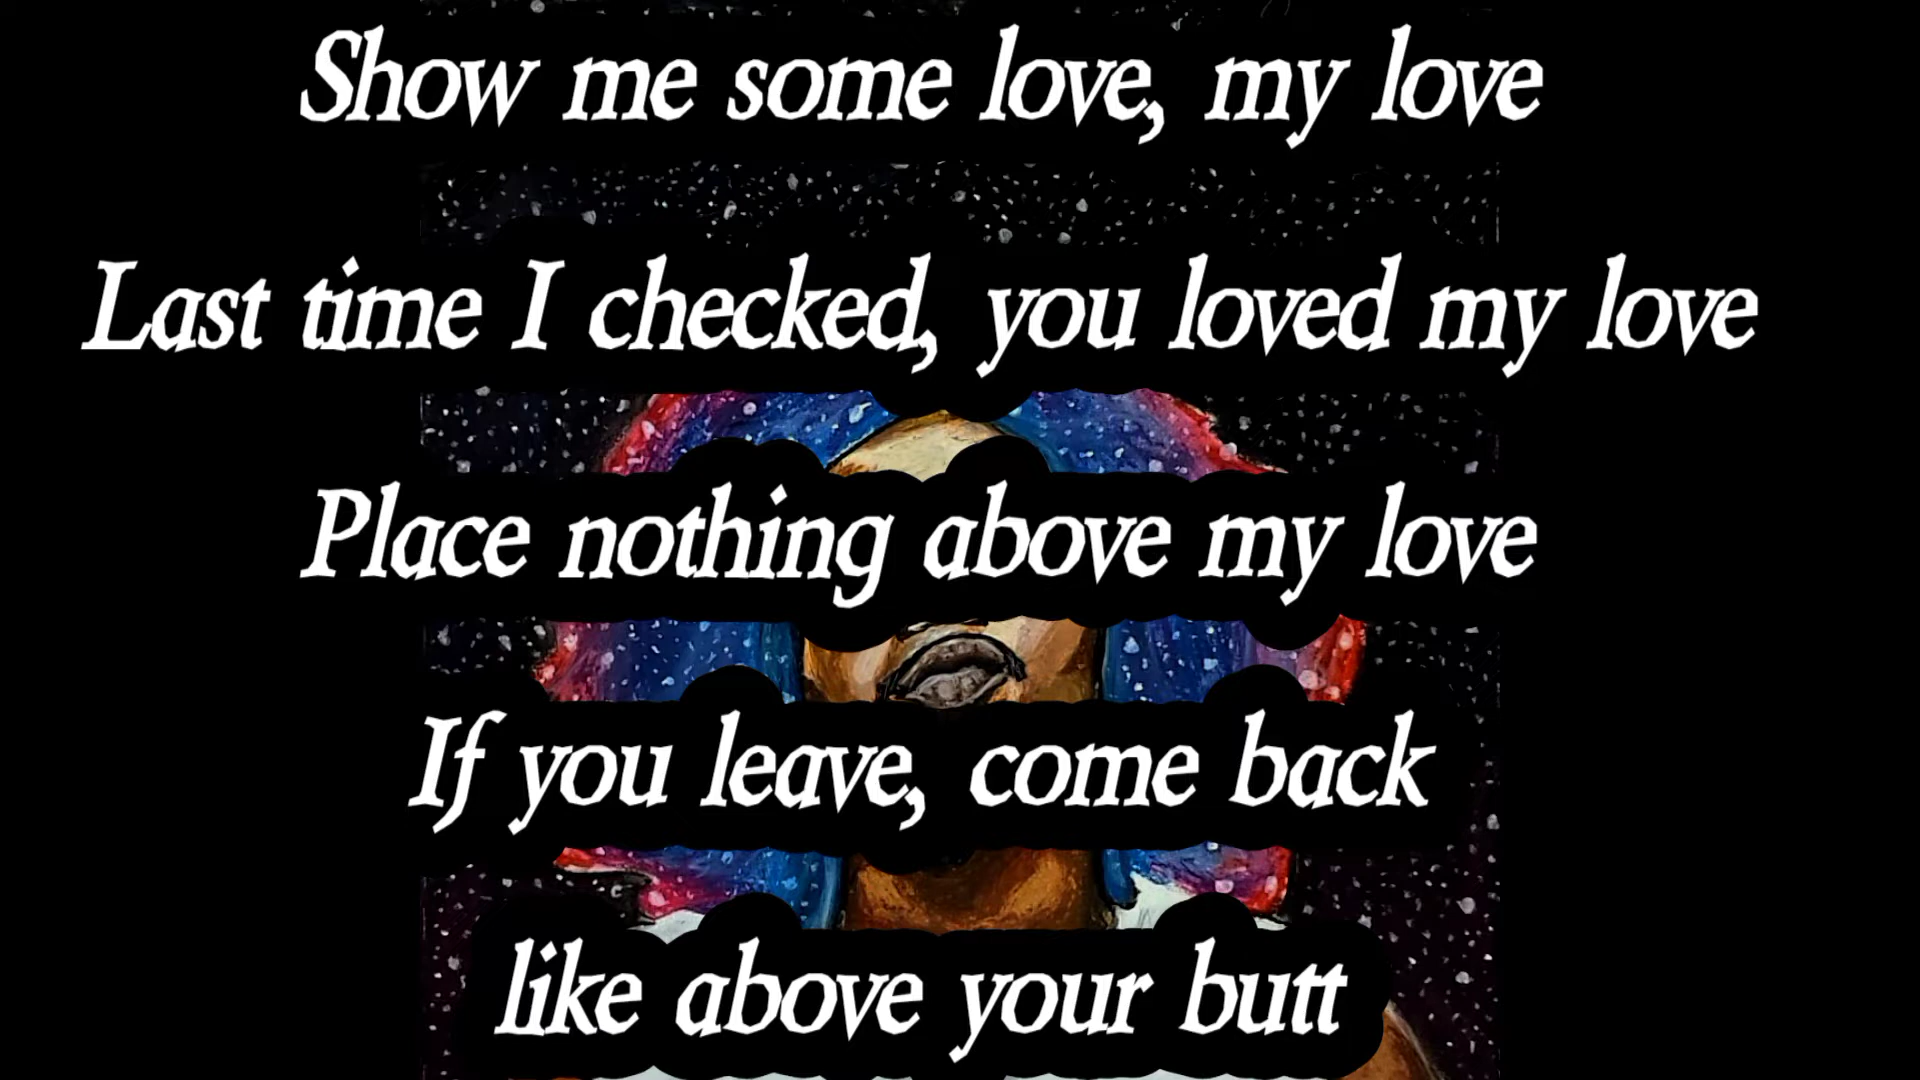 Show me some love, my love
Last time I checked, you loved my love
Place nothing above my love
If you leave, come back
like above your butt